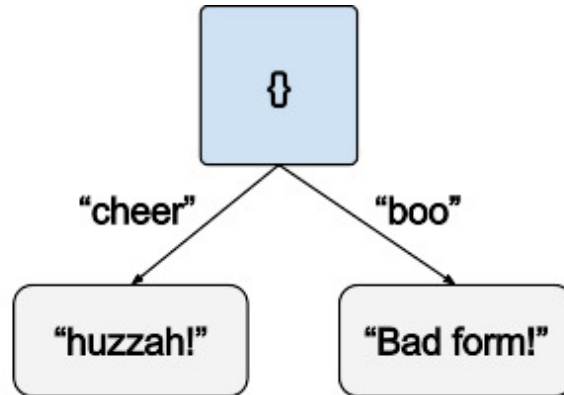 {}
“cheer”
“boo”
“huzzah!”
“Bad form!”